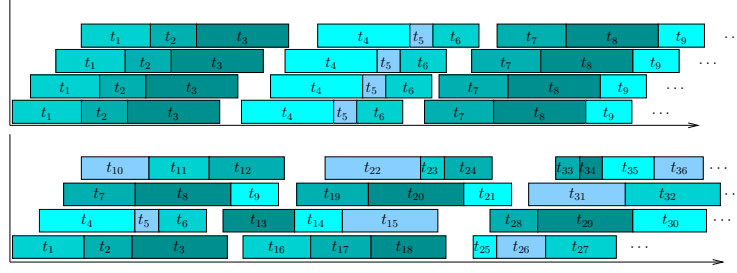 t1 t2 t3 t4 t5 t6 t7 t8 t9 ...
t1 t2 t3 t4 t5 t6 t7 t8 t9 ...
t1 t2 t3 t4 t5 t6 t7 t8 t9 ...
t1 t2 t3 t4 t5 t6 t7 t8 t9 ...
t10 t11 t12 t22 t23 t24 t33 t34 t35 t36 ...
t7 t8 t9 t19 t20 t21 t31 t32 ...
t4 t5 t6 t13 t14 t15 t28 t29 t30 ...
t1 t2 t3 t16 t17 t18 t25 t26 t27 ...